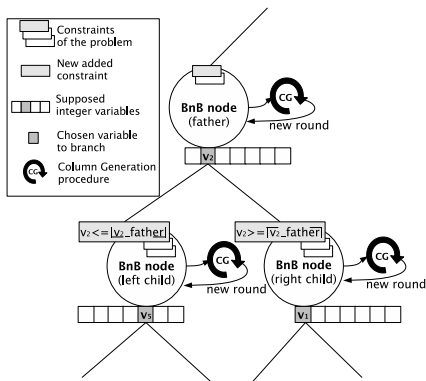 Constraints
of the problem
New added
constraint
Supposed
integer variables
Chosen variable
to branch
CG
Column Generation
procedure
BnB node
(father)
CG
new round
v₂
v₂<=⌊v₂_father⌋
v₂>=⌈v₂_father⌉
BnB node
(left child)
CG
new round
BnB node
(right child)
CG
new round
v₅
v₁